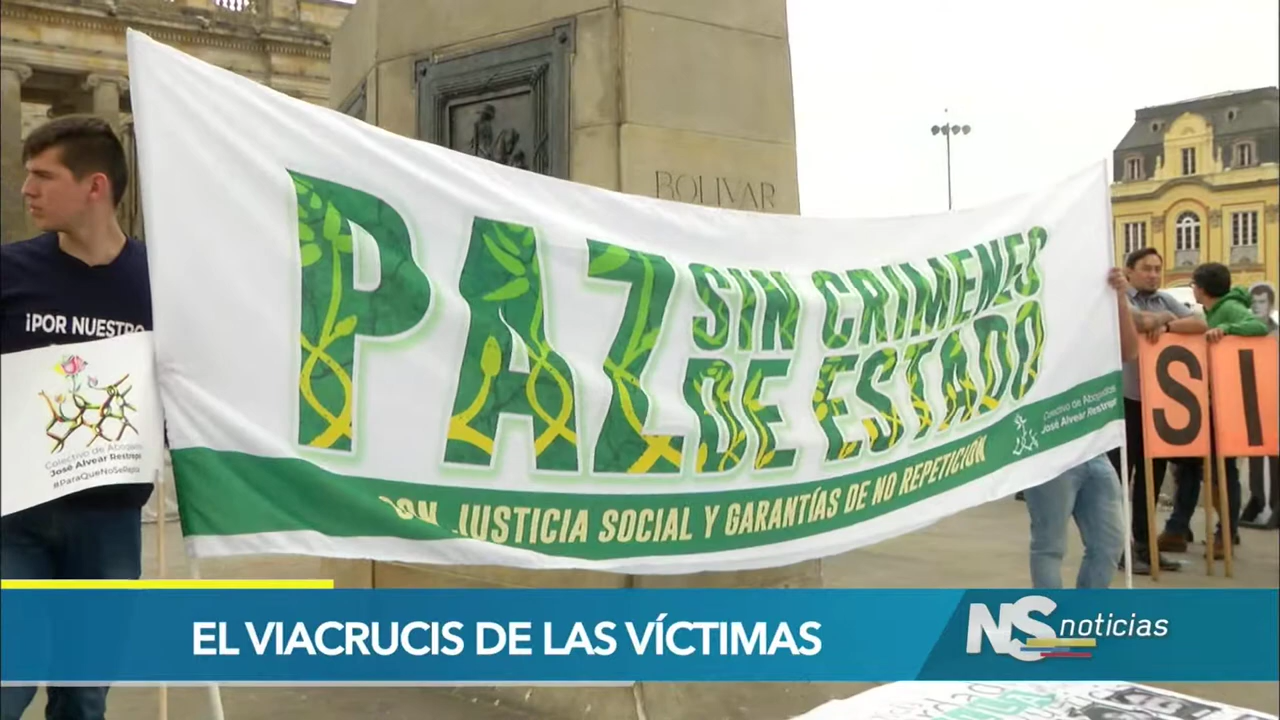 BOLIVAR
PAZ SIN CRIMENES
DE ESTADO
CON JUSTICIA SOCIAL Y GARANTÍAS DE NO REPETICIÓN
Colectivo de Abogados
José Alvear Restrepo
¡POR NUESTRO
Colectivo de Abogados
José Alvear Restrepo
#ParaQueNoSeRepita
SI
EL VIACRUCIS DE LAS VÍCTIMAS
NS noticias